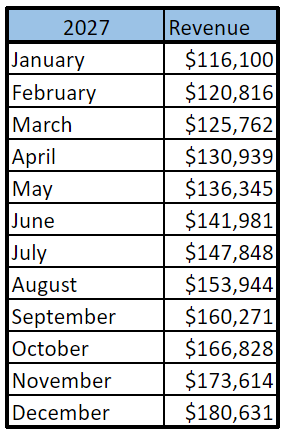 2027 Revenue
January $116,100
February $120,816
March $125,762
April $130,939
May $136,345
June $141,981
July $147,848
August $153,944
September $160,271
October $166,828
November $173,614
December $180,631